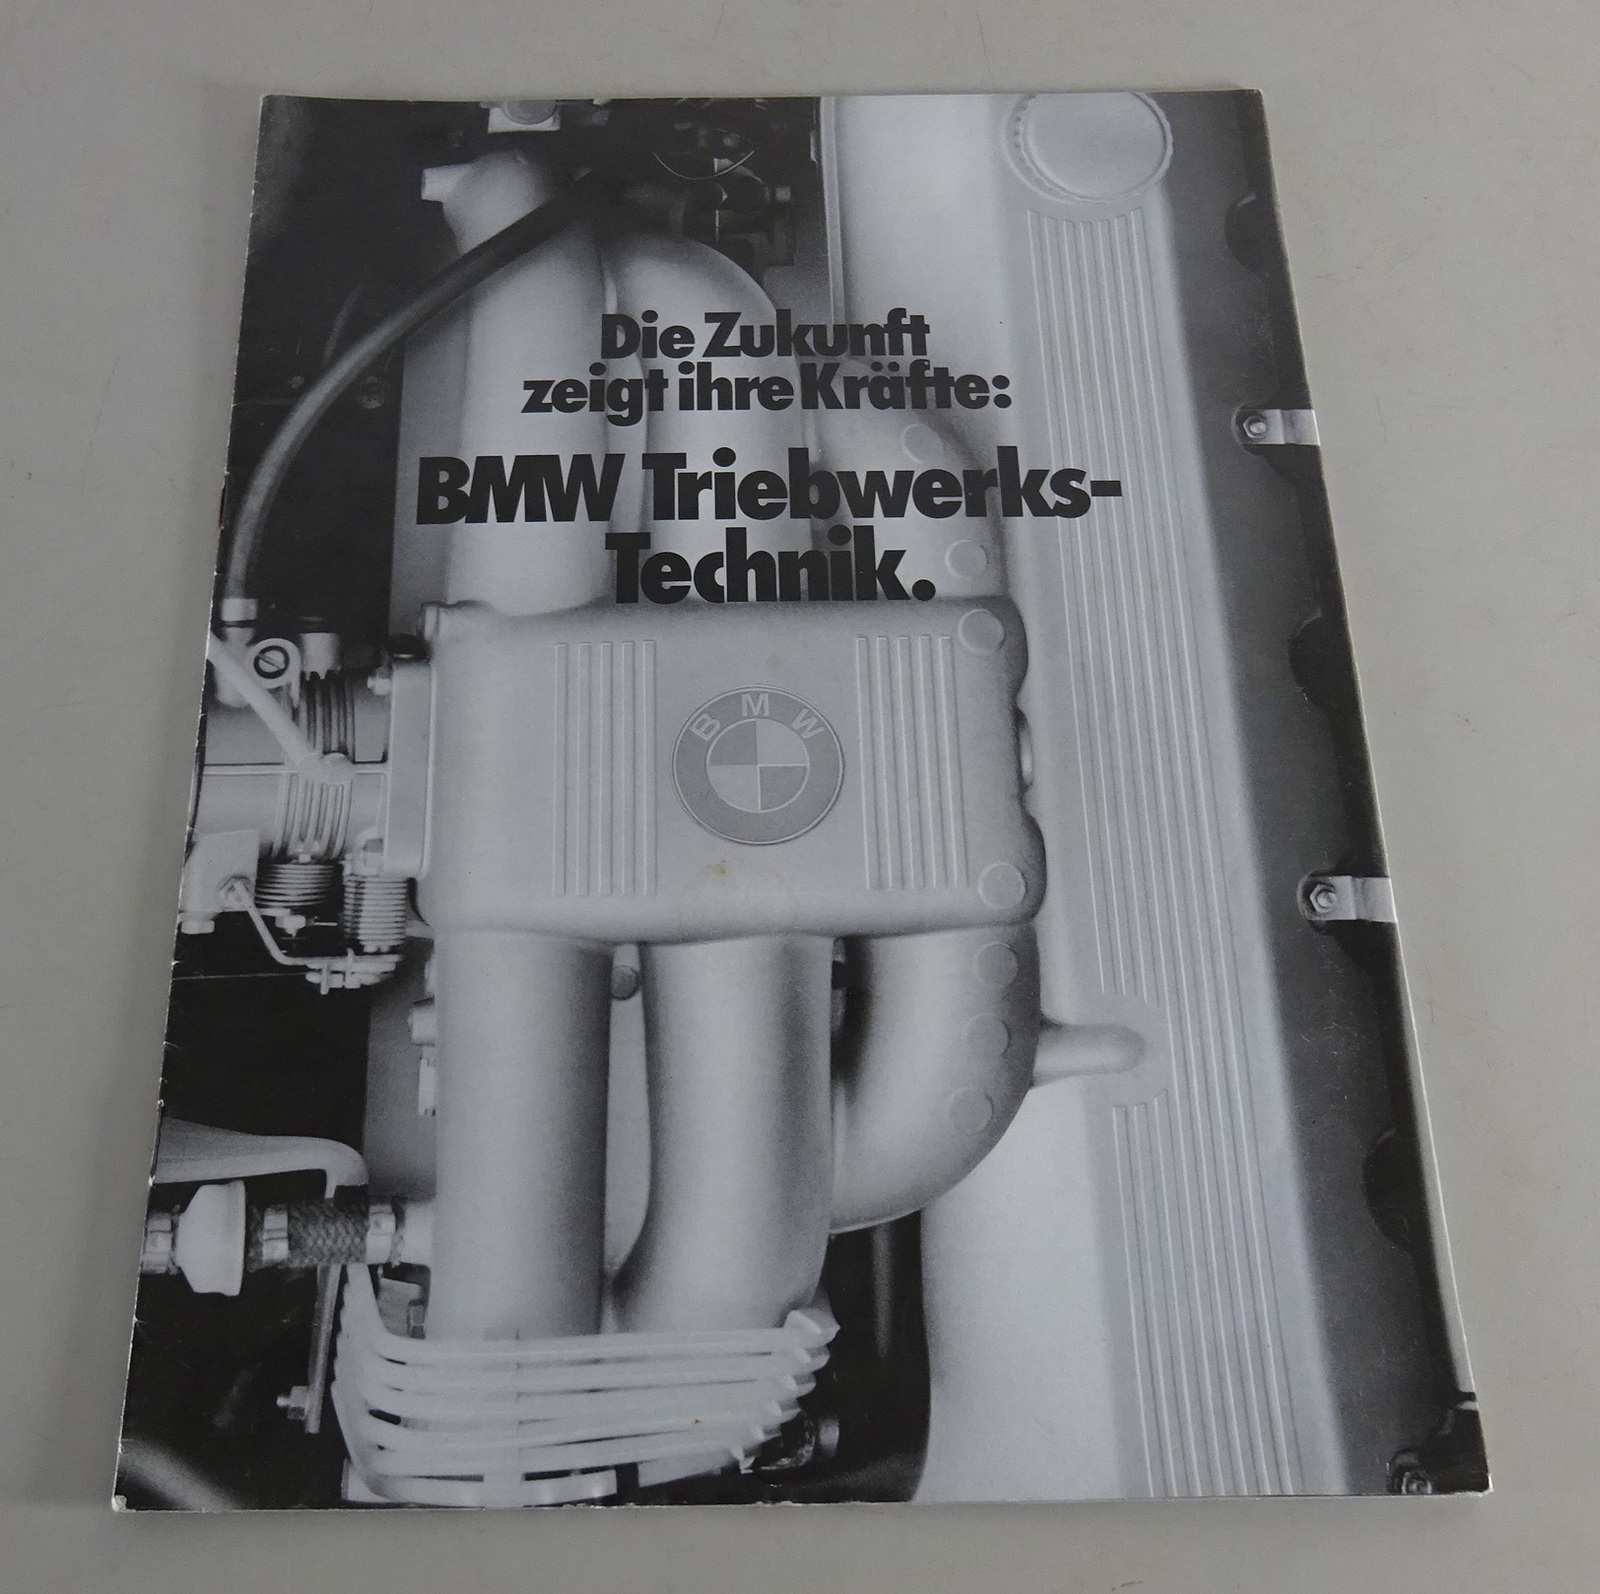 Die Zukunft
zeigt ihre Kräfte:
BMW Triebwerks-
Technik.
BMW